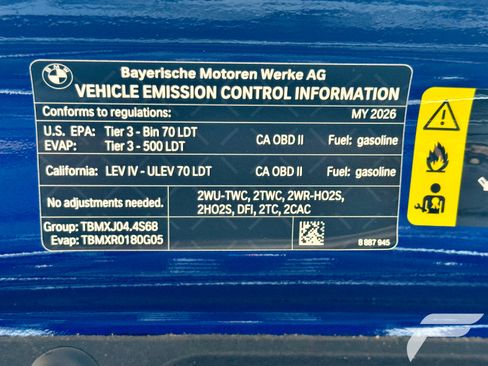 BMW
Bayerische Motoren Werke AG
VEHICLE EMISSION CONTROL INFORMATION
Conforms to regulations: MY 2026
U.S. EPA: Tier 3 - Bin 70 LDT CA OBD II Fuel: gasoline
EVAP: Tier 3 - 500 LDT
California: LEV IV - ULEV 70 LDT CA OBD II Fuel: gasoline
No adjustments needed. 2WU-TWC, 2TWC, 2WR-HO2S,
2HO2S, DFI, 2TC, 2CAC
Group: TBMXJ04.4S6B
Evap: TBMXR0180G05
8 887 945